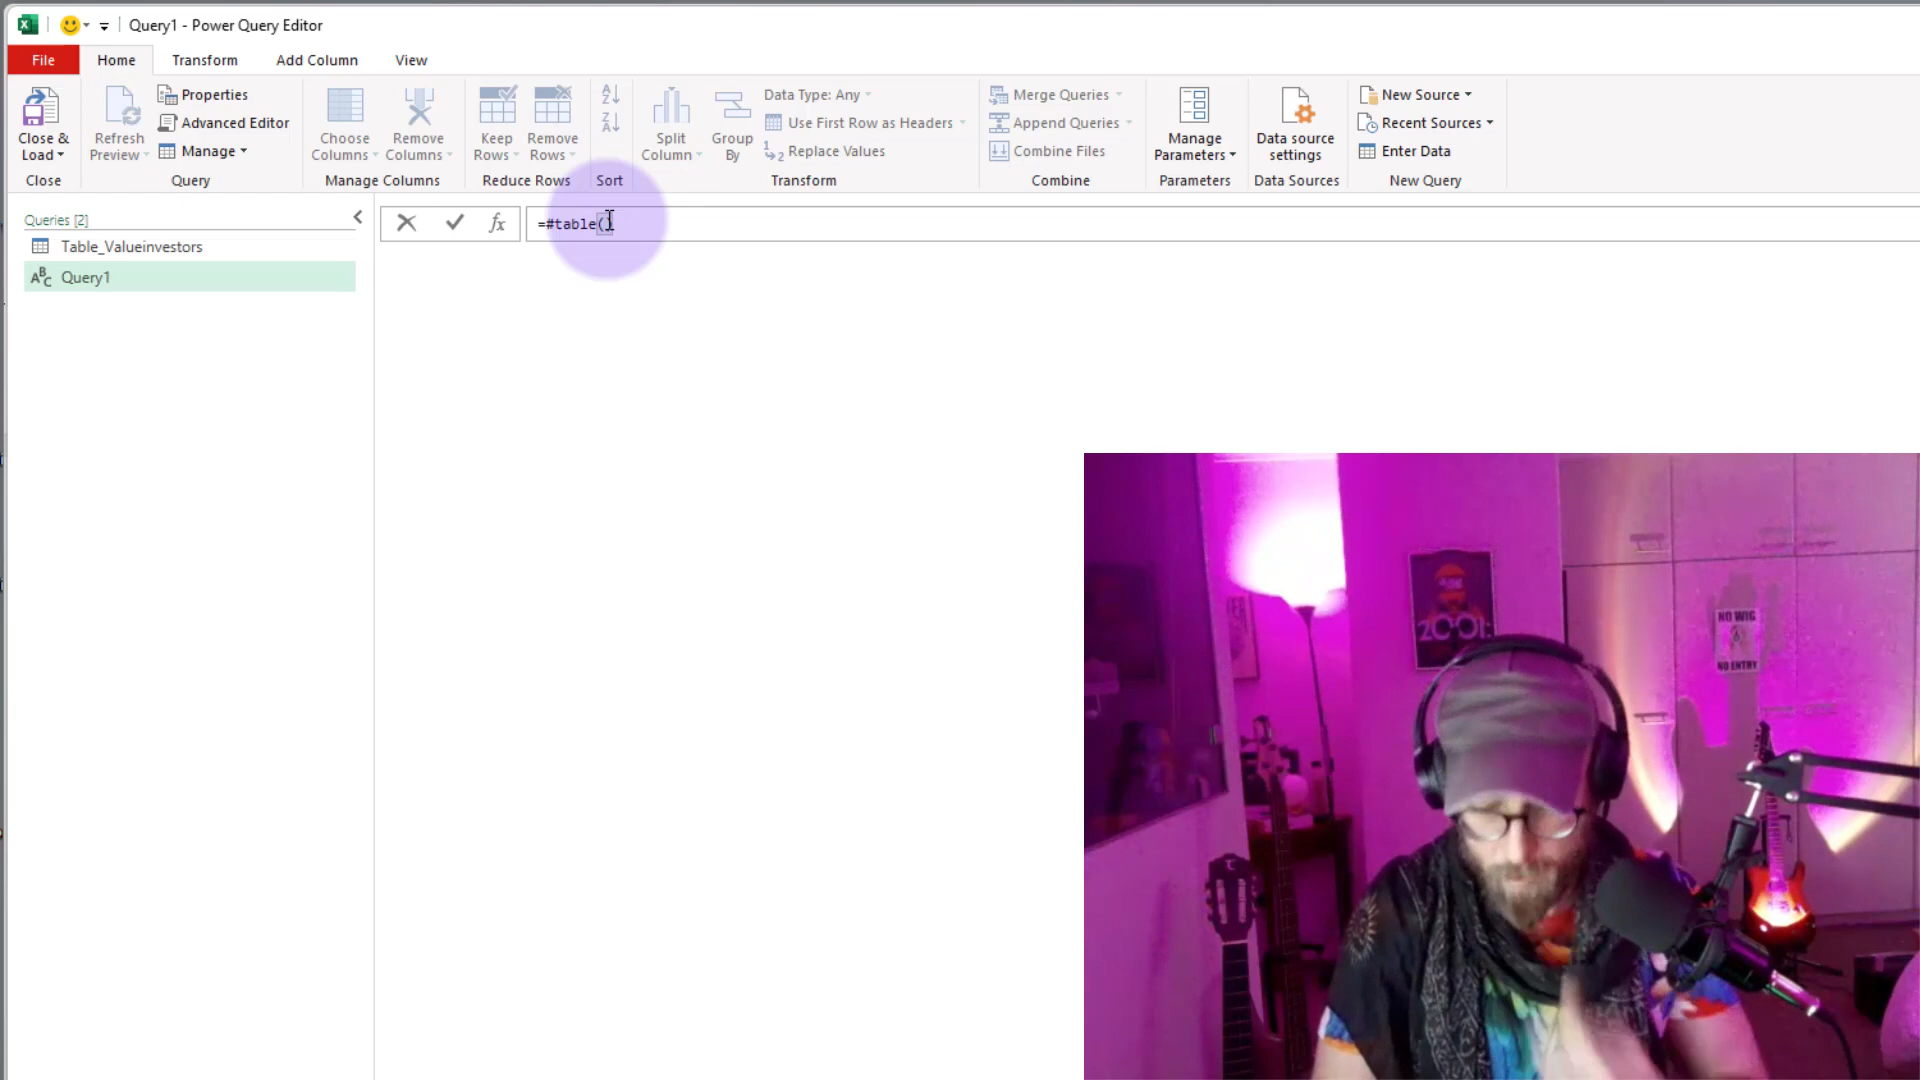 Query1 - Power Query Editor
File Home Transform Add Column View
Close & Load
Refresh Preview
Properties
Advanced Editor
Manage
Choose Columns
Remove Columns
Keep Rows
Remove Rows
Split Column
Group By
Data Type: Any
Use First Row as Headers
Replace Values
Merge Queries
Append Queries
Combine Files
Manage Parameters
Data source settings
New Source
Recent Sources
Enter Data
Close Query Manage Columns Reduce Rows Sort Transform Combine Parameters Data Sources New Query
Queries [2]
fx
=#table()
Table_Valueinvestors
ABC Query1
2001:
NO WIG
NO ENTRY